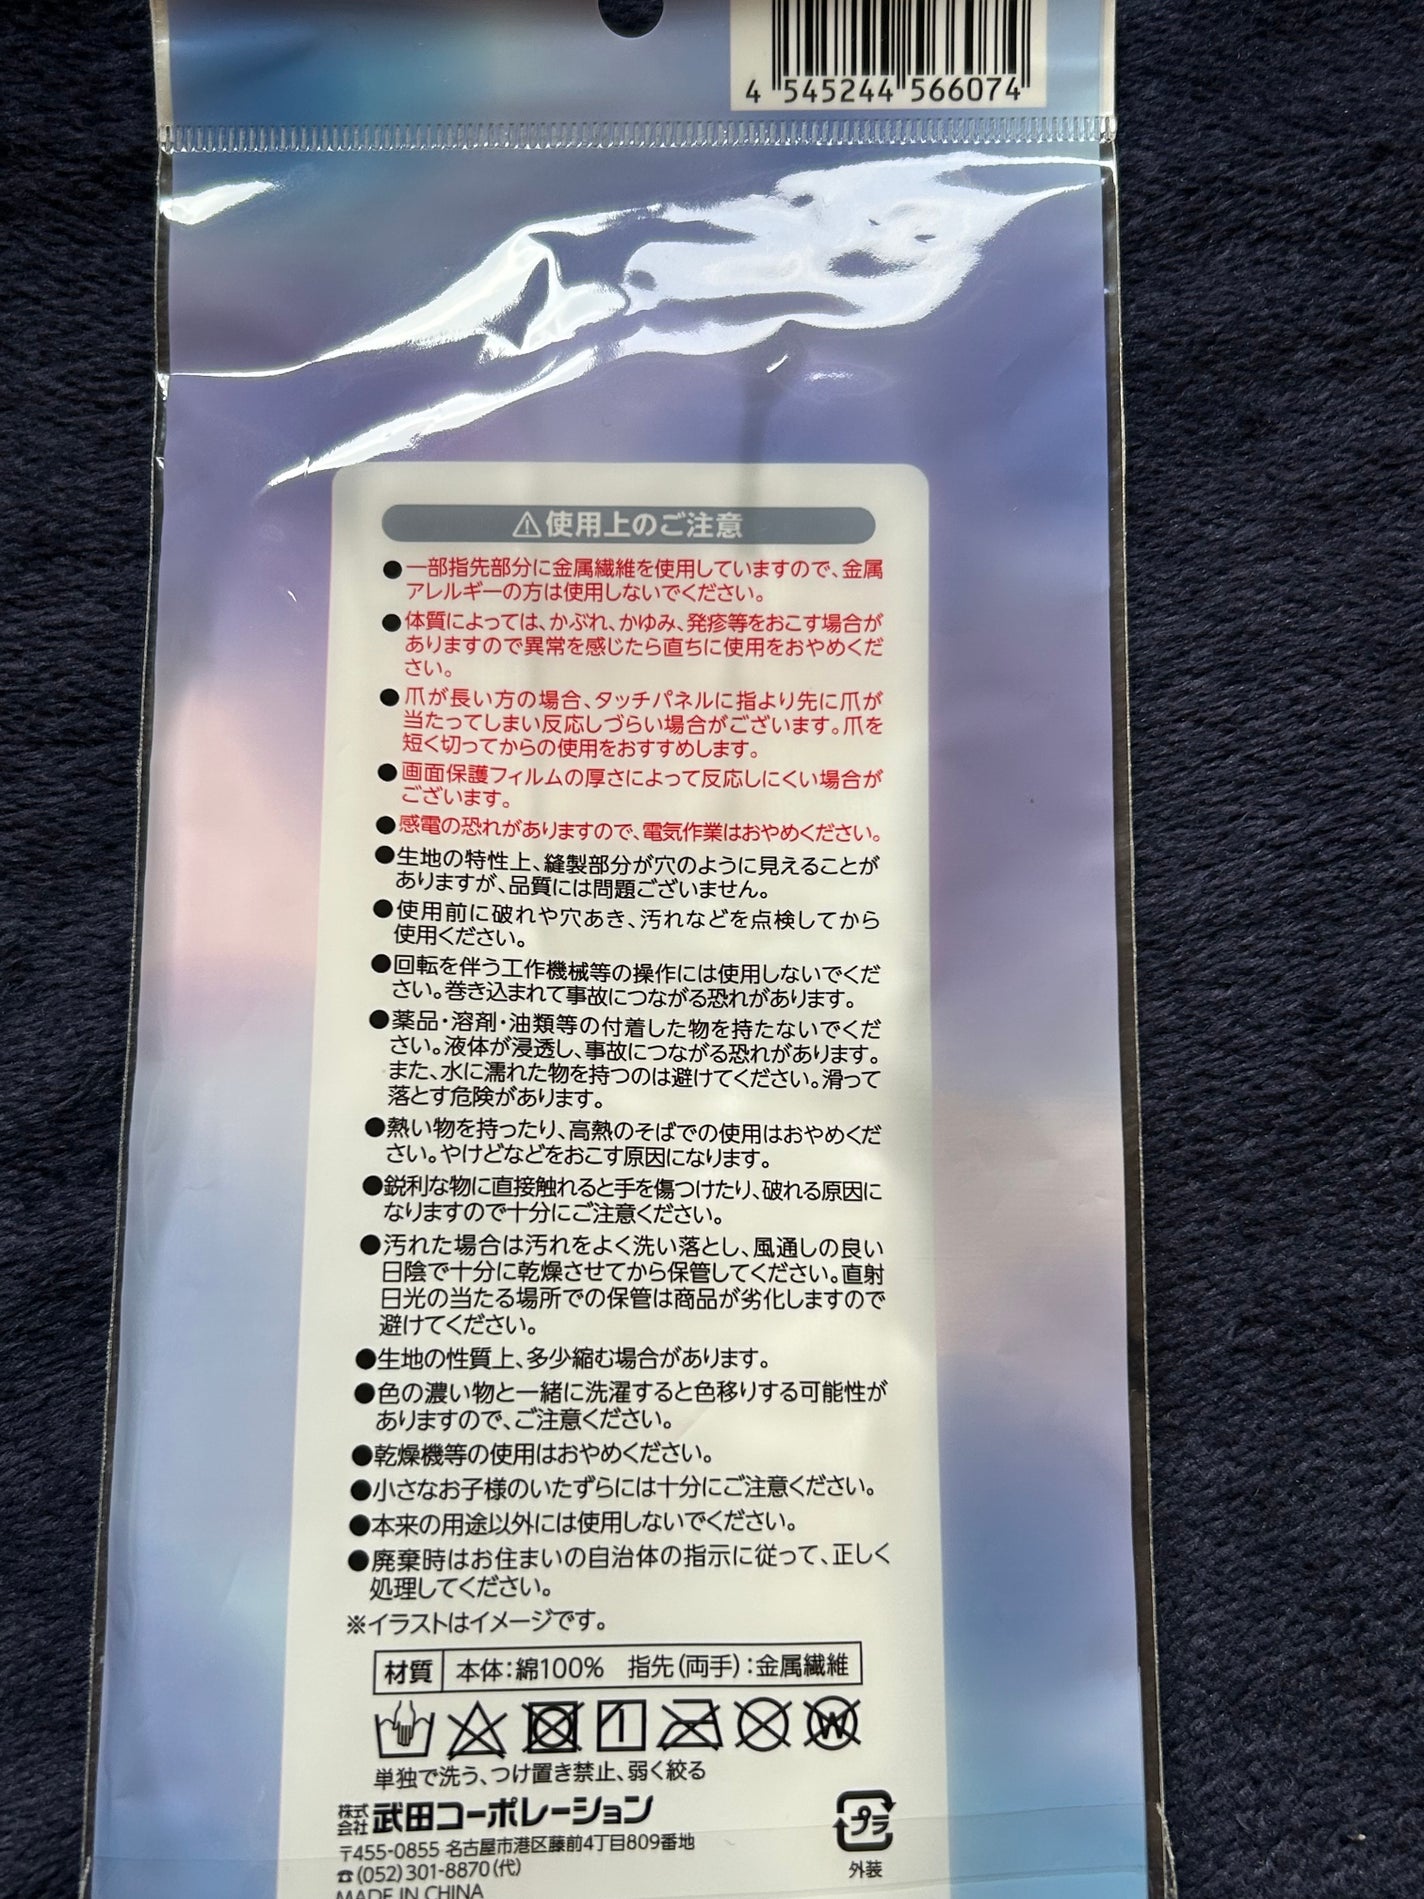 4 545244 566074
⚠使用上のご注意
●一部指先部分に金属繊維を使用していますので、金属
アレルギーの方は使用しないでください。
●体質によっては、かぶれ、かゆみ、発疹等をおこす場合が
ありますので異常を感じたら直ちに使用をおやめくだ
さい。
●爪が長い方の場合、タッチパネルに指より先に爪が
当たってしまい反応しづらい場合がございます。爪を
短く切ってからの使用をおすすめします。
●画面保護フィルムの厚さによって反応しにくい場合が
ございます。
●感電の恐れがありますので、電気作業はおやめください。
●生地の特性上、縫製部分が穴のように見えることが
ありますが、品質には問題ございません。
●使用前に破れや穴あき、汚れなどを点検してから
使用ください。
●回転を伴う工作機械等の操作には使用しないでくだ
さい。巻き込まれて事故につながる恐れがあります。
●薬品・溶剤・油類等の付着した物を持たないでくだ
さい。液体が浸透し、事故につながる恐れがあります。
また、水に濡れた物を持つのは避けてください。滑って
落とす危険があります。
●熱い物を持ったり、高熱のそばでの使用はおやめくだ
さい。やけどなどをおこす原因になります。
●鋭利な物に直接触れると手を傷つけたり、破れる原因に
なりますので十分にご注意ください。
●汚れた場合は汚れをよく洗い落とし、風通しの良い
日陰で十分に乾燥させてから保管してください。直射
日光の当たる場所での保管は商品が劣化しますので
避けてください。
●生地の性質上、多少縮む場合があります。
●色の濃い物と一緒に洗濯すると色移りする可能性が
ありますので、ご注意ください。
●乾燥機等の使用はおやめください。
●小さなお子様のいたずらには十分にご注意ください。
●本来の用途以外には使用しないでください。
●廃棄時はお住まいの自治体の指示に従って、正しく
処理してください。
※イラストはイメージです。
材質 本体:綿100% 指先(両手):金属繊維
W
単独で洗う、つけ置き禁止、弱く絞る
株式会社 武田コーポレーション
〒455-0855 名古屋市港区藤前4丁目809番地
☎(052)301-8870(代)
MADE IN CHINA
プラ
外装